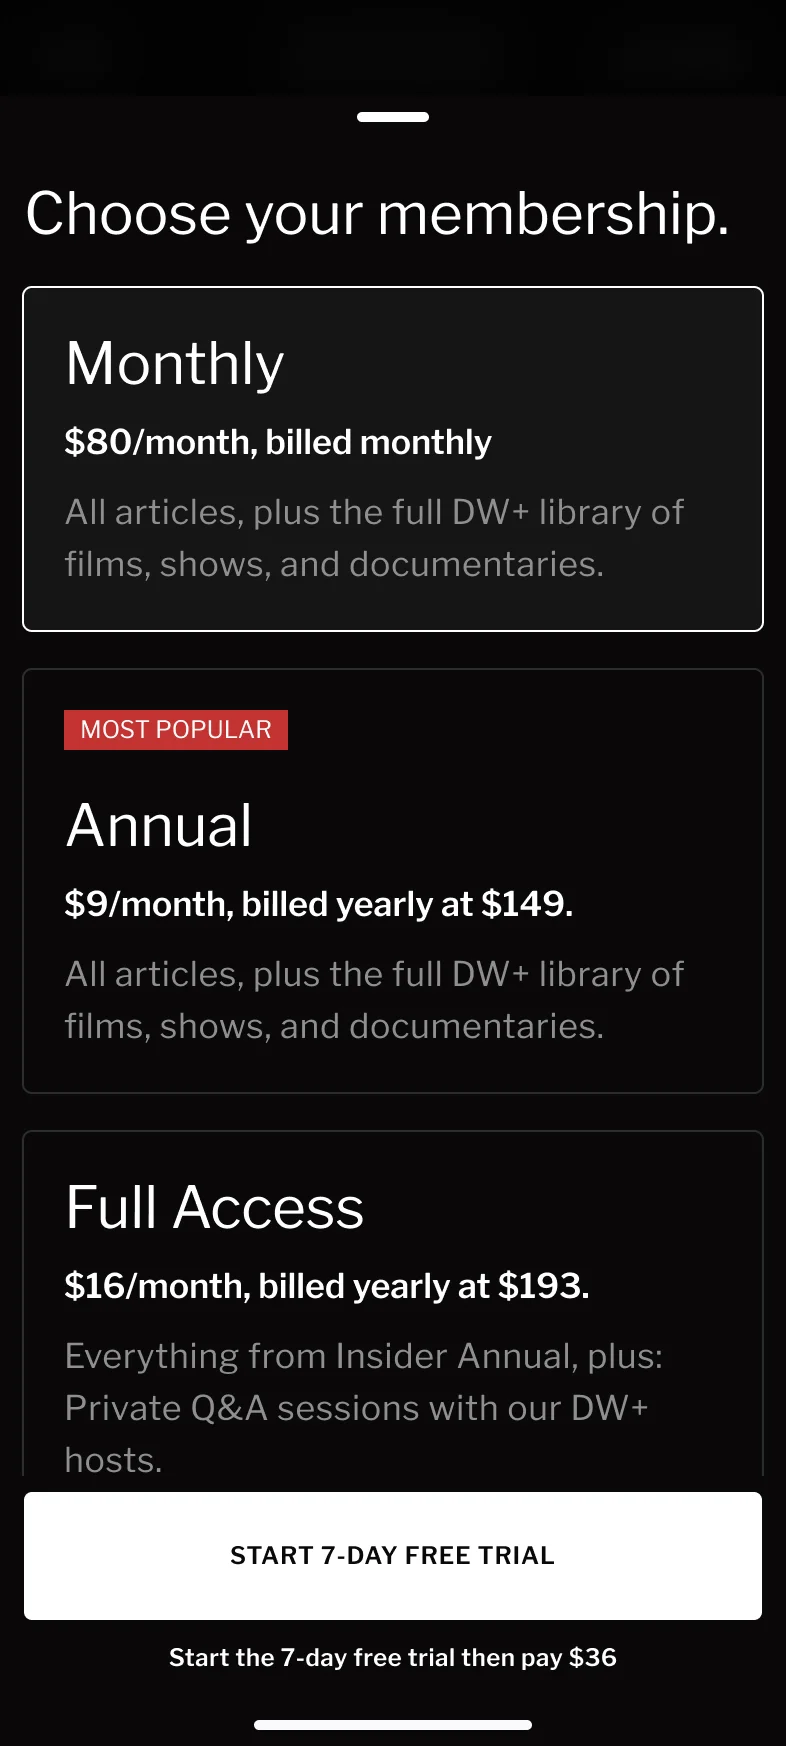 Choose your membership.
Monthly
$80/month, billed monthly
All articles, plus the full DW+ library of
films, shows, and documentaries.
MOST POPULAR
Annual
$9/month, billed yearly at $149.
All articles, plus the full DW+ library of
films, shows, and documentaries.
Full Access
$16/month, billed yearly at $193.
Everything from Insider Annual, plus:
Private Q&A sessions with our DW+
hosts.
START 7-DAY FREE TRIAL
Start the 7-day free trial then pay $36